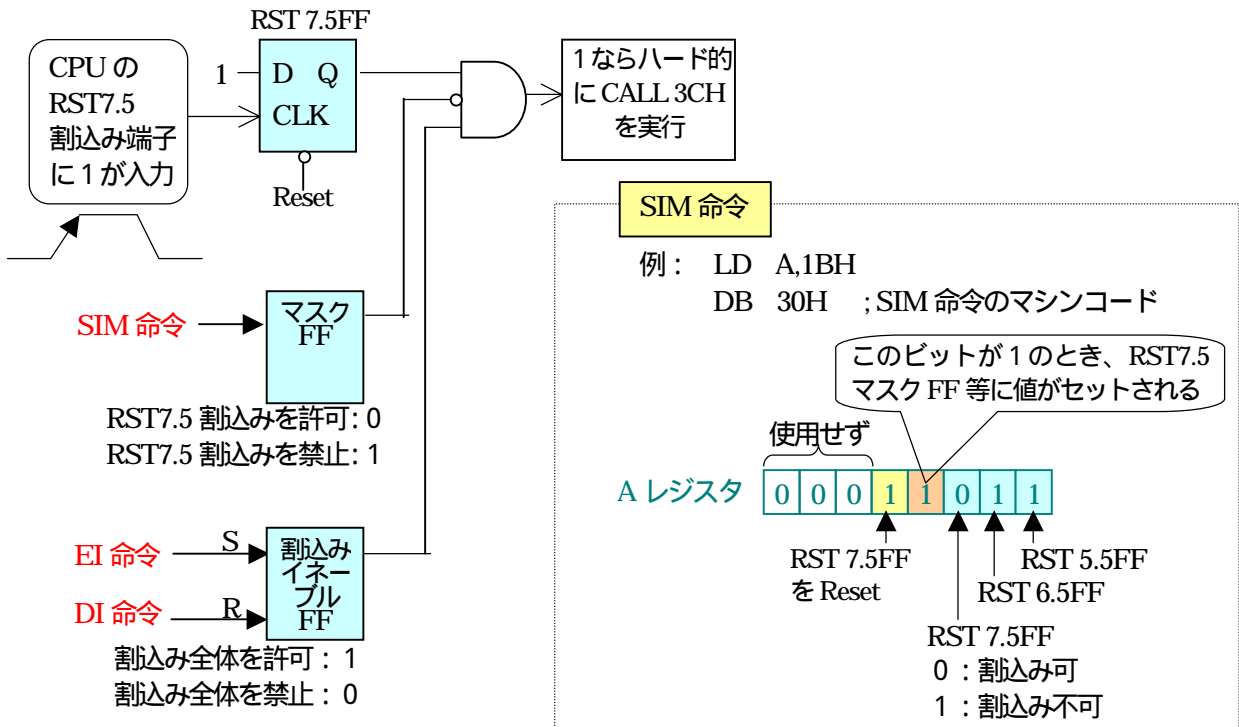 RST 7.5FF
CPU の
RST7.5
割込み端子
に 1 が入力
1
D Q
CLK
Reset
1 ならハード的
に CALL 3CH
を実行
SIM 命令
マスク
FF
RST7.5 割込みを許可: 0
RST7.5 割込みを禁止: 1
EI 命令
S
DI 命令
R
割込み
イネー
ブル
FF
割込み全体を許可： 1
割込み全体を禁止： 0
SIM 命令
例： LD A,1BH
DB 30H ; SIM 命令のマシンコード
このビットが 1 のとき、RST7.5
マスク FF 等に値がセットされる
使用せず
A レジスタ 0 0 0 1 1 0 1 1
RST 7.5FF
を Reset
RST 5.5FF
RST 6.5FF
RST 7.5FF
0 ：割込み可
1 ：割込み不可